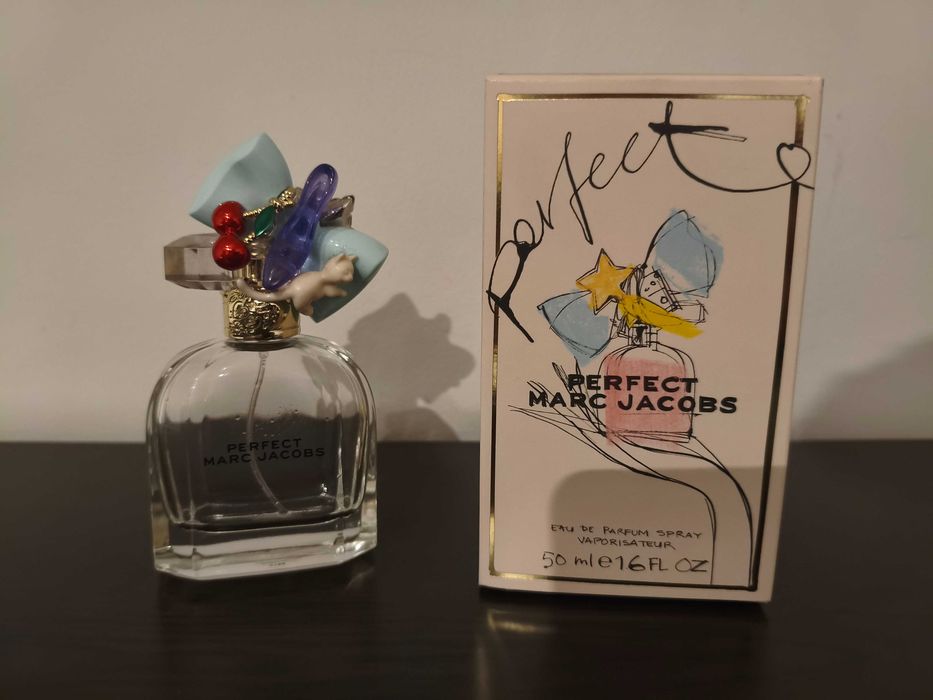 PERFECT
MARC JACOBS
Perfect
PERFECT
MARC JACOBS
EAU DE PARFUM SPRAY
VAPORISATEUR
50 ml e 1 6 FL OZ